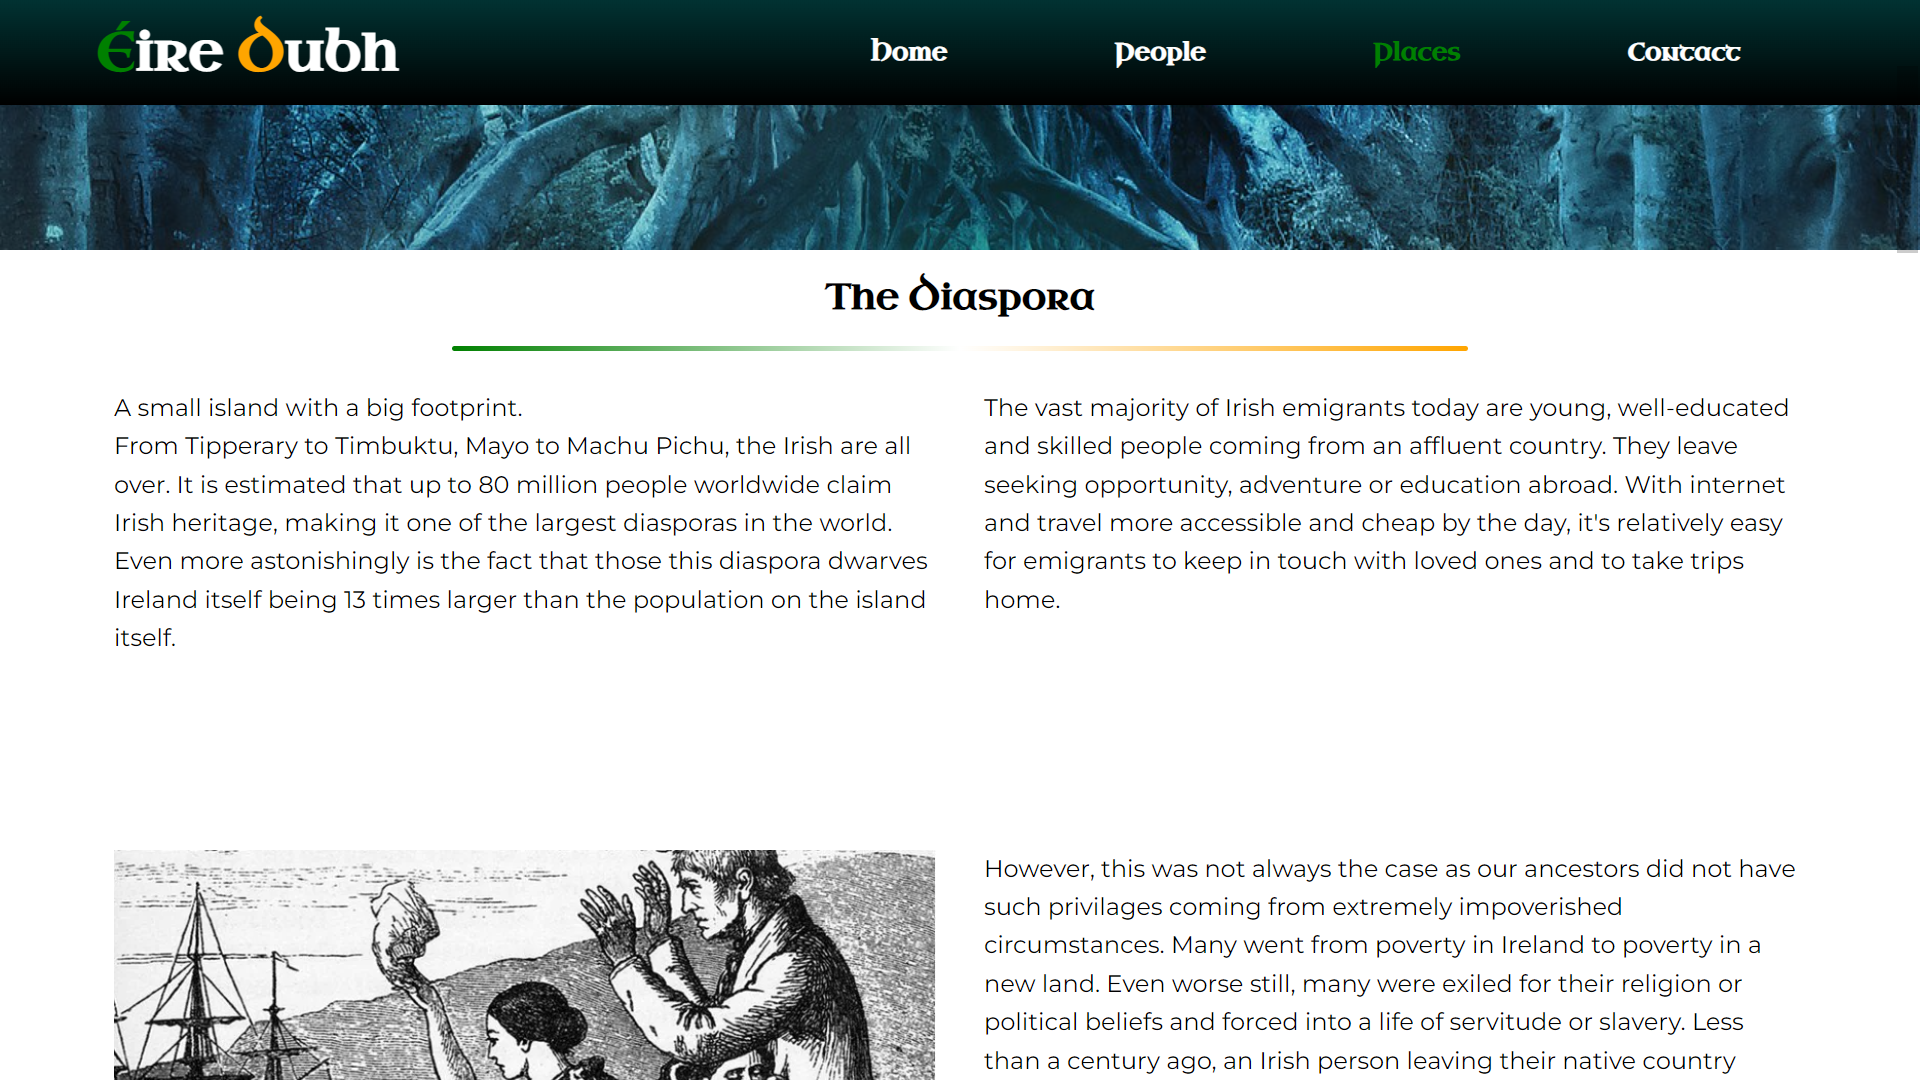 Éire Dubh
Home
People
Places
Contact
The Diaspora
A small island with a big footprint.
From Tipperary to Timbuktu, Mayo to Machu Pichu, the Irish are all
over. It is estimated that up to 80 million people worldwide claim
Irish heritage, making it one of the largest diasporas in the world.
Even more astonishingly is the fact that those this diaspora dwarves
Ireland itself being 13 times larger than the population on the island
itself.
The vast majority of Irish emigrants today are young, well-educated
and skilled people coming from an affluent country. They leave
seeking opportunity, adventure or education abroad. With internet
and travel more accessible and cheap by the day, it's relatively easy
for emigrants to keep in touch with loved ones and to take trips
home.
However, this was not always the case as our ancestors did not have
such privilages coming from extremely impoverished
circumstances. Many went from poverty in Ireland to poverty in a
new land. Even worse still, many were exiled for their religion or
political beliefs and forced into a life of servitude or slavery. Less
than a century ago, an Irish person leaving their native country